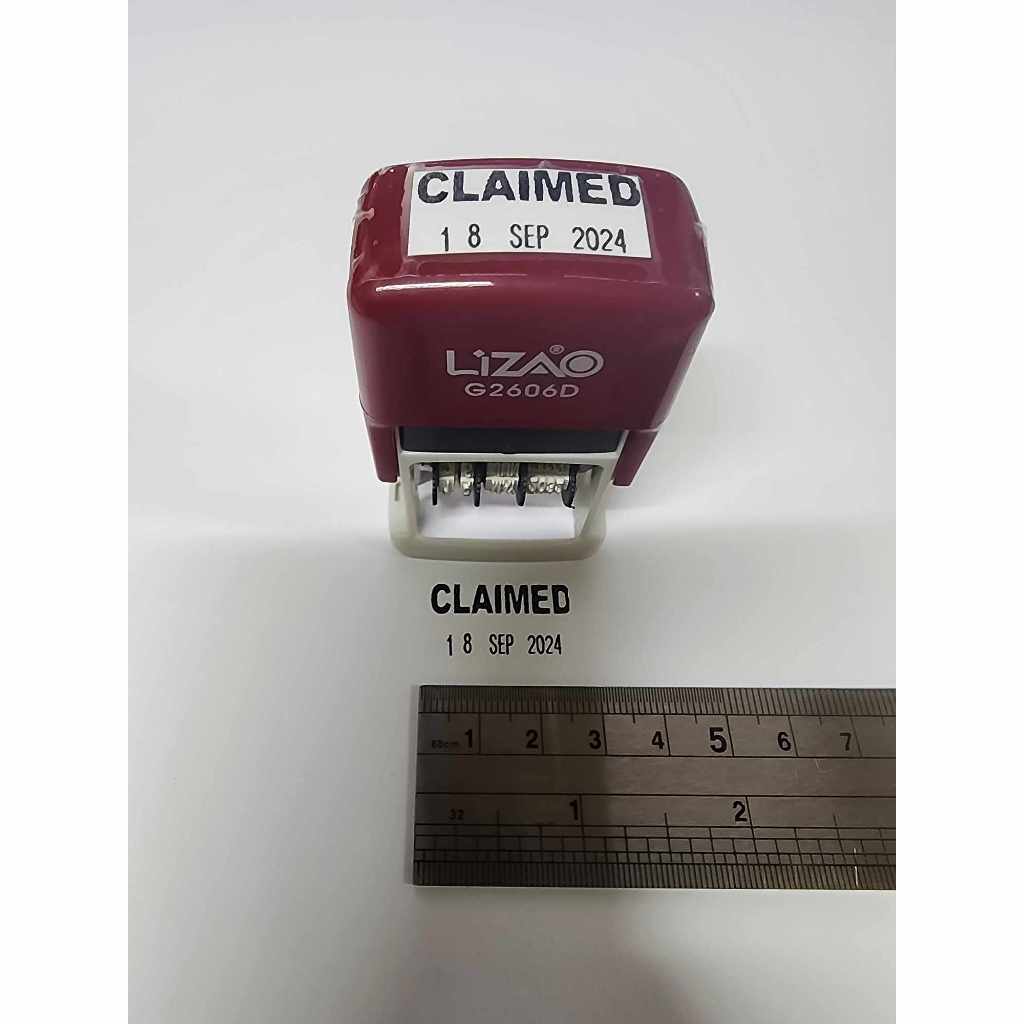 CLAIMED
1 8 SEP 2024
LiZAO®
G2606D
CLAIMED
1 8 SEP 2024
60cm 1 2 3 4 5 6 7
32 1 2